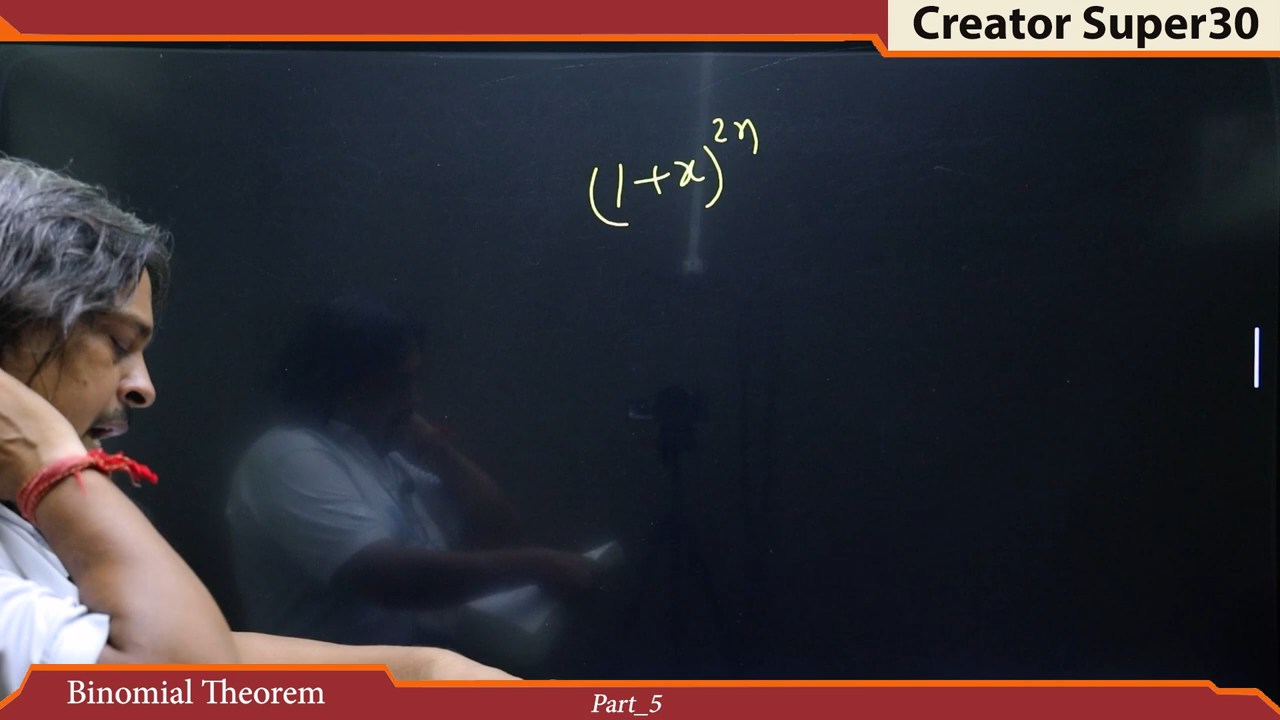 Creator Super30
(1+x)^{2n}
Binomial Theorem
Part_5